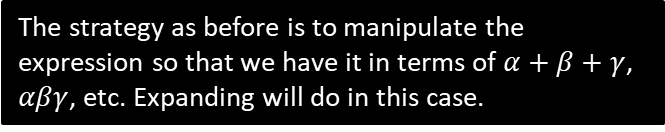 The strategy as before is to manipulate the
expression so that we have it in terms of 𝛼 + 𝛽 + 𝛾,
𝛼𝛽𝛾, etc. Expanding will do in this case.